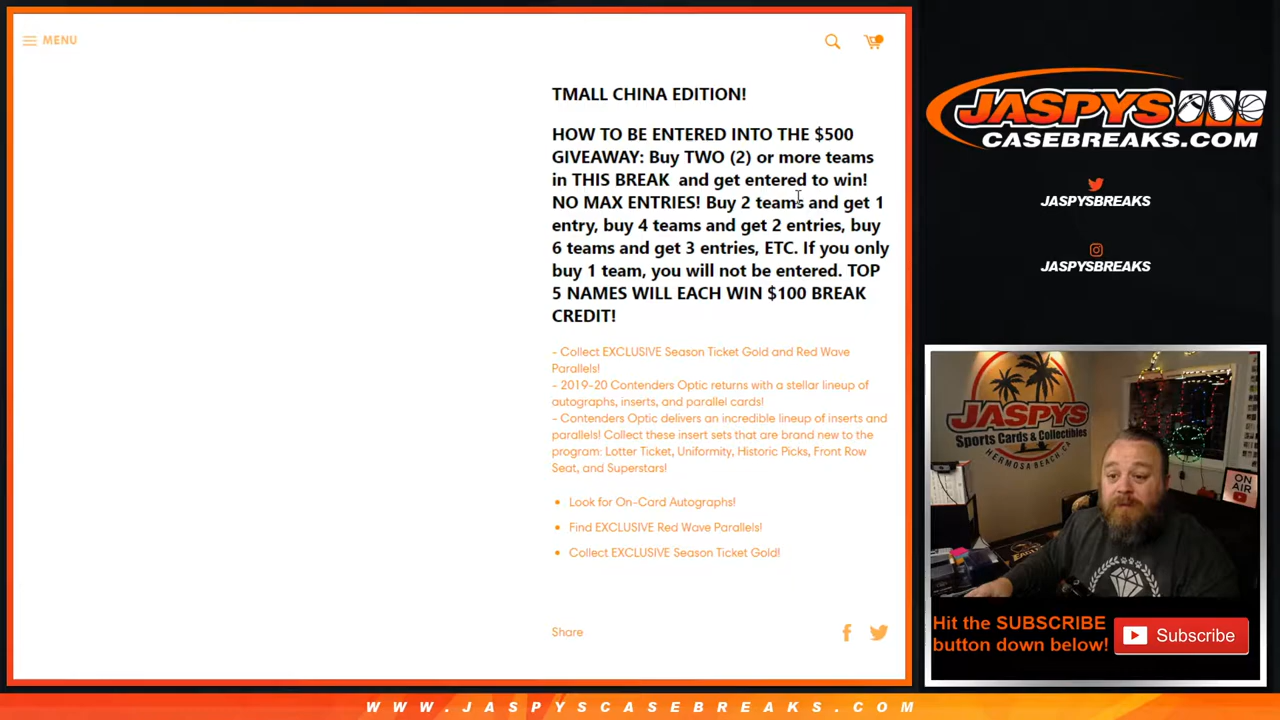 MENU
TMALL CHINA EDITION!
HOW TO BE ENTERED INTO THE $500
GIVEAWAY: Buy TWO (2) or more teams
in THIS BREAK and get entered to win!
NO MAX ENTRIES! Buy 2 teams and get 1
entry, buy 4 teams and get 2 entries, buy
6 teams and get 3 entries, ETC. If you only
buy 1 team, you will not be entered. TOP
5 NAMES WILL EACH WIN $100 BREAK
CREDIT!
- Collect EXCLUSIVE Season Ticket Gold and Red Wave
Parallels!
- 2019-20 Contenders Optic returns with a stellar lineup of
autographs, inserts, and parallel cards!
- Contenders Optic delivers an incredible lineup of inserts and
parallels! Collect these insert sets that are brand new to the
program: Lotter Ticket, Uniformity, Historic Picks, Front Row
Seat, and Superstars!
• Look for On-Card Autographs!
• Find EXCLUSIVE Red Wave Parallels!
• Collect EXCLUSIVE Season Ticket Gold!
Share
JASPYS
CASEBREAKS.COM
JASPYSBREAKS
JASPYSBREAKS
JASPYS
Sports Cards & Collectibles
HERMOSA BEACH, CA
ON
AIR
EAGLES
Hit the SUBSCRIBE
button down below!
Subscribe
WWW.JASPYSCASEBREAKS.COM